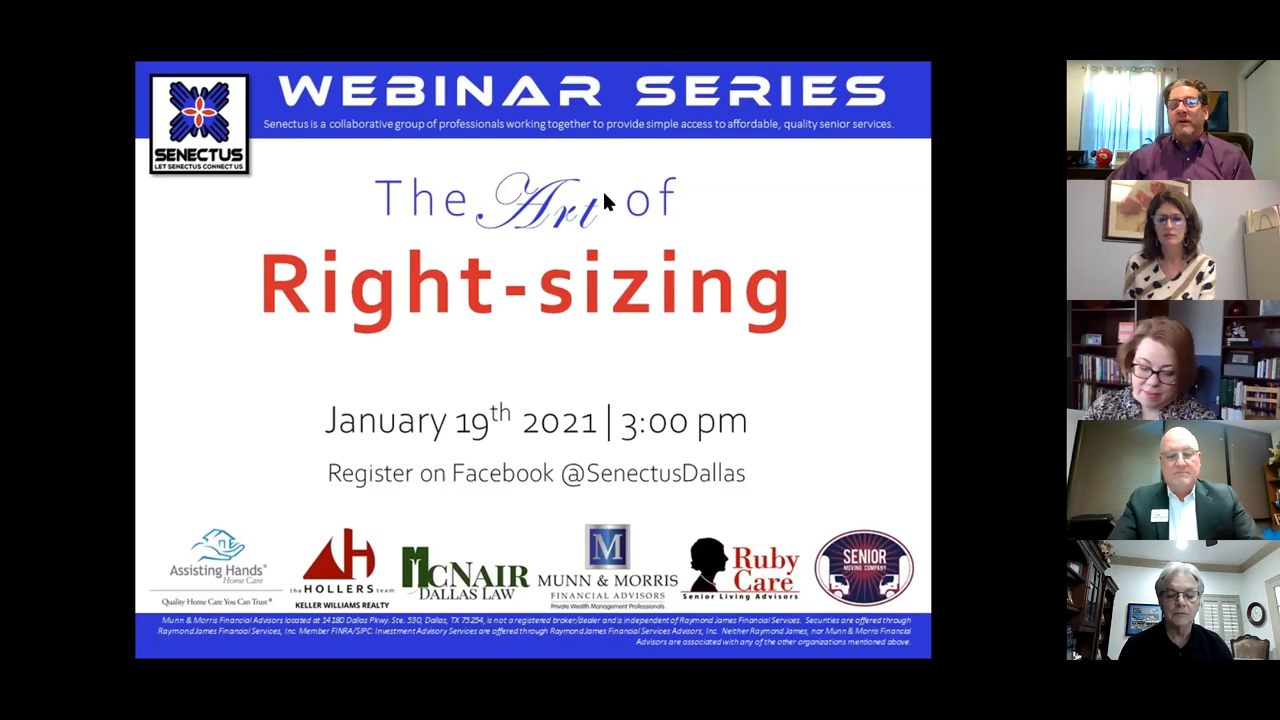 WEBINAR SERIES
Senectus is a collaborative group of professionals working together to provide simple access to affordable, quality senior services.
SENECTUS
LET SENECTUS CONNECT US
The Art of
Right-sizing
January 19th 2021 | 3:00 pm
Register on Facebook @SenectusDallas
Assisting Hands®
Home Care
Quality Home Care You Can Trust®
AH
the HOLLERS team
KELLER WILLIAMS REALTY
MCNAIR
DALLAS LAW
M
MUNN & MORRIS
FINANCIAL ADVISORS
Private Wealth Management Professionals
Ruby
Care
Senior Living Advisors
SENIOR
MOVING COMPANY
Munn & Morris Financial Advisors located at 14180 Dallas Pkwy. Ste. 530, Dallas, TX 75254, is not a registered broker/dealer and is independent of Raymond James Financial Services. Securities are offered through
Raymond James Financial Services, Inc. Member FINRA/SIPC. Investment Advisory Services are offered through Raymond James Financial Services Advisors, Inc. Neither Raymond James, nor Munn & Morris Financial
Advisors are associated with any of the other organizations mentioned above.